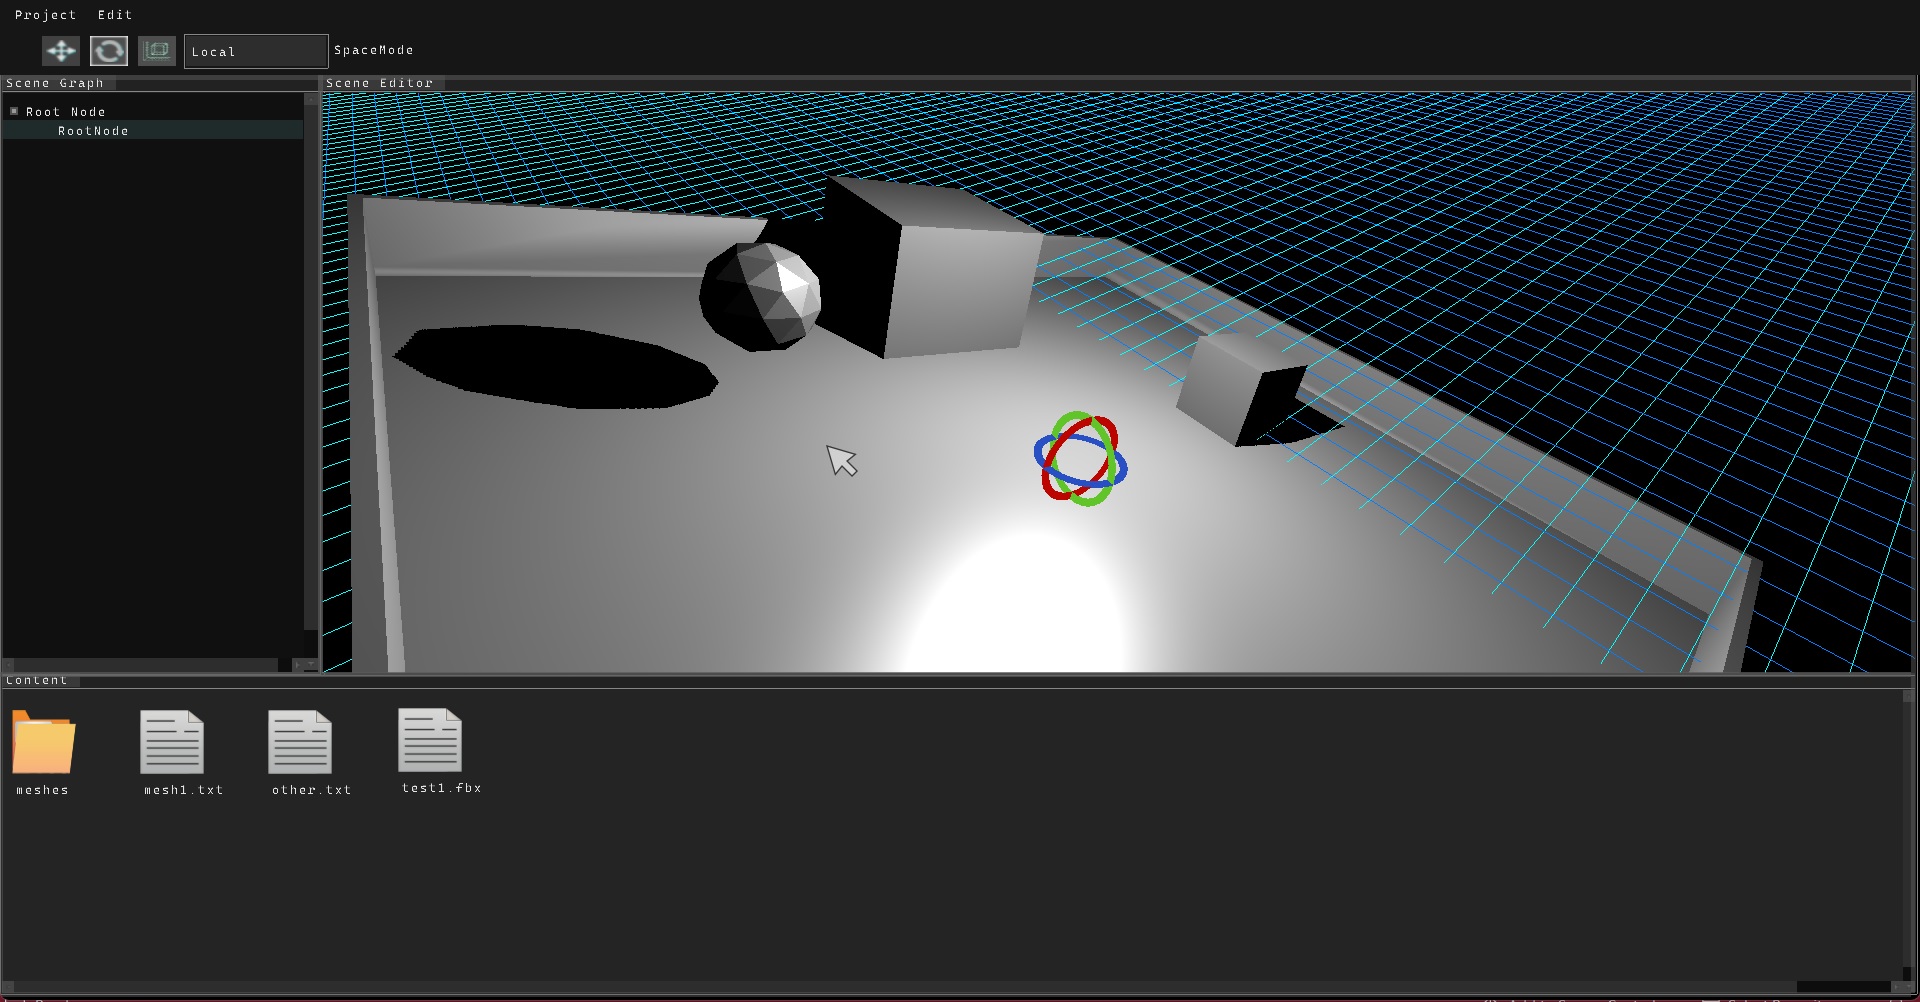 Project Edit
Local SpaceMode
Scene Graph
Scene Editor
Root Node
RootNode
Content
meshes
mesh1.txt
other.txt
test1.fbx